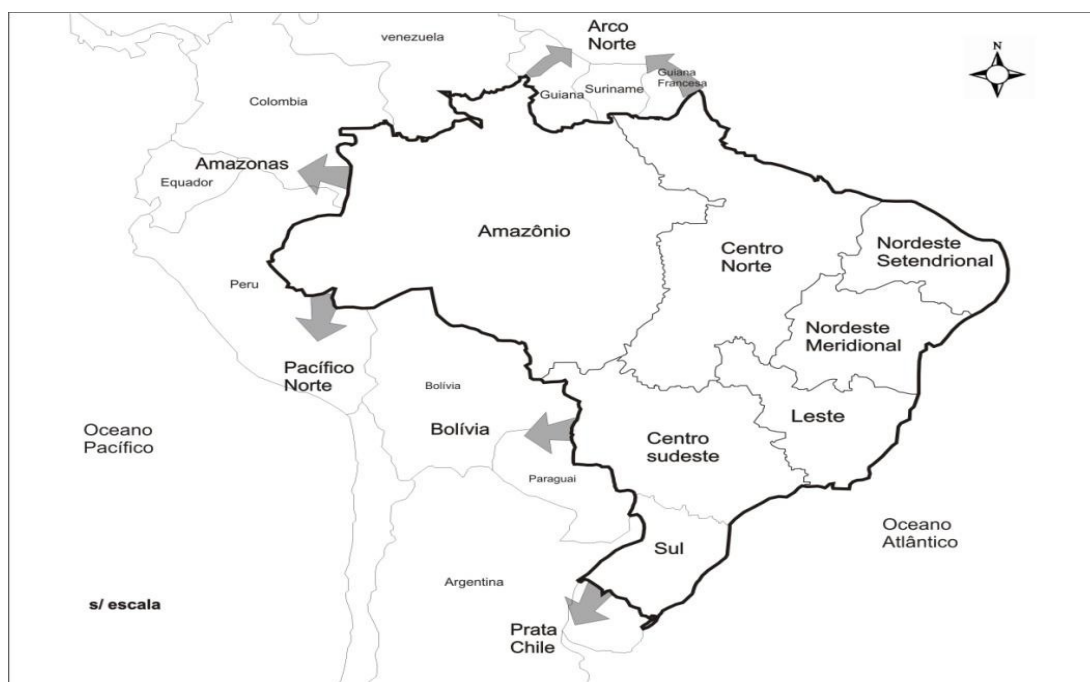 Arco
Norte
venezuela
N
Guiana
Francesa
Guiana
Suriname
Colombia
Amazonas
Equador
Amazônio
Centro
Norte
Nordeste
Setendrional
Peru
Nordeste
Meridional
Pacífico
Norte
Bolívia
Leste
Oceano
Pacífico
Bolívia
Centro
sudeste
Paraguai
Oceano
Atlântico
Sul
Argentina
s/ escala
Prata
Chile